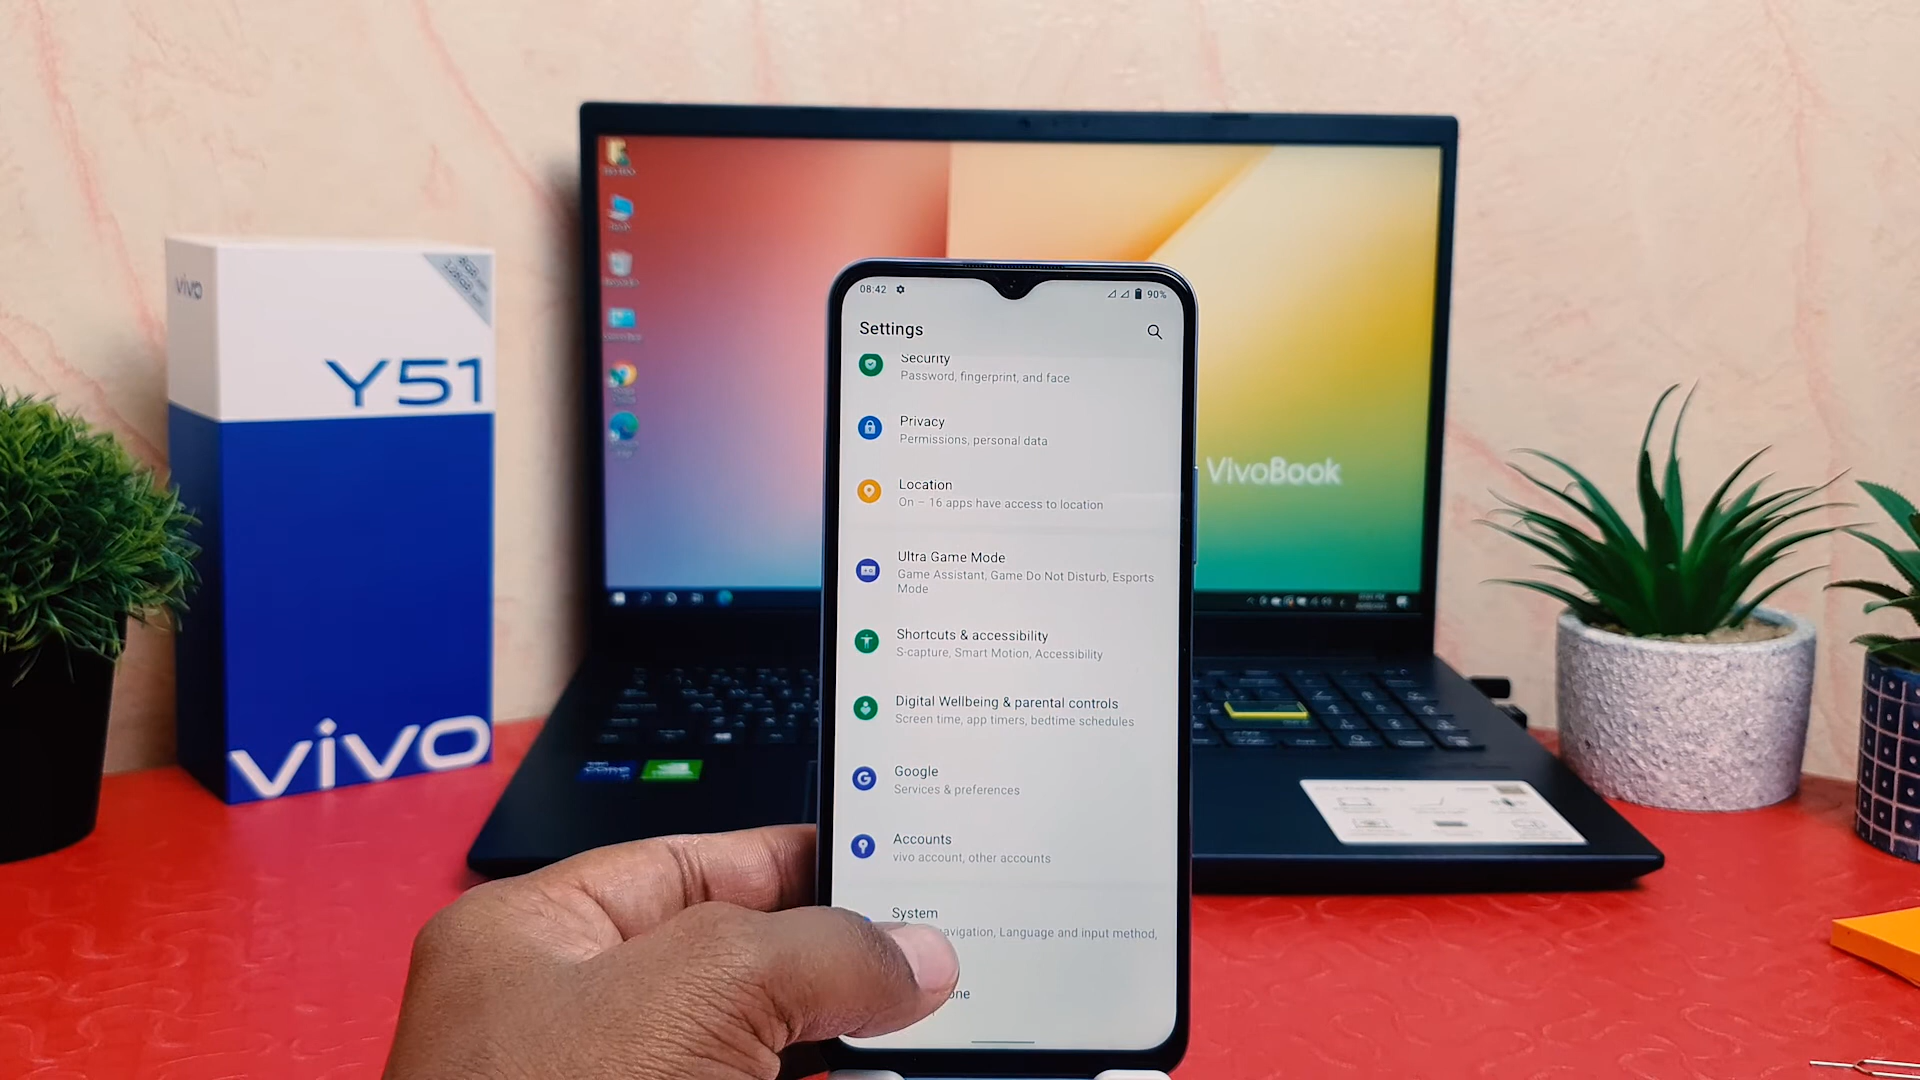 vivo
Y51
vivo
VivoBook
08:42
90%
Settings
Security
Password, fingerprint, and face
Privacy
Permissions, personal data
Location
On – 16 apps have access to location
Ultra Game Mode
Game Assistant, Game Do Not Disturb, Esports
Mode
Shortcuts & accessibility
S-capture, Smart Motion, Accessibility
Digital Wellbeing & parental controls
Screen time, app timers, bedtime schedules
Google
Services & preferences
Accounts
vivo account, other accounts
System
navigation, Language and input method,
one
CORE